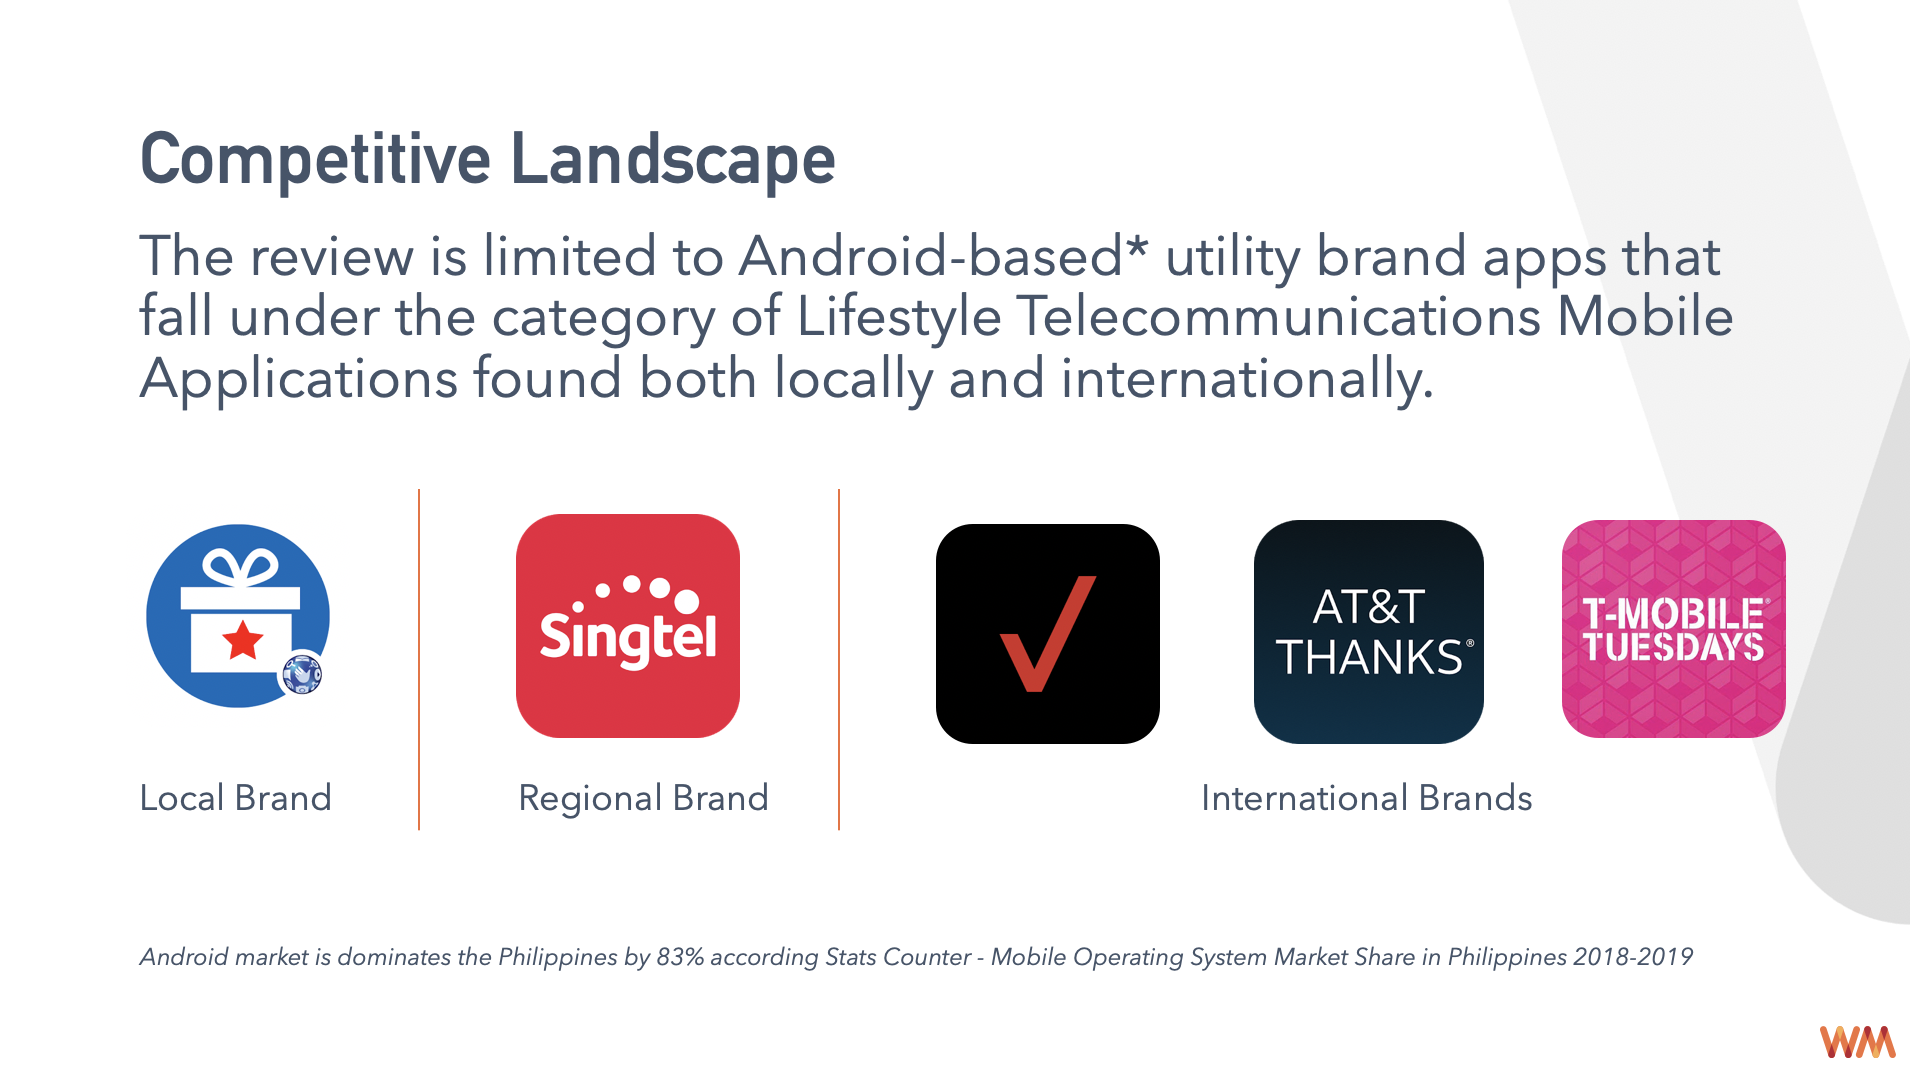 Competitive Landscape
The review is limited to Android-based* utility brand apps that
fall under the category of Lifestyle Telecommunications Mobile
Applications found both locally and internationally.
Singtel
AT&T
THANKS®
T-MOBILE®
TUESDAYS
Local Brand
Regional Brand
International Brands
Android market is dominates the Philippines by 83% according Stats Counter - Mobile Operating System Market Share in Philippines 2018-2019
WM